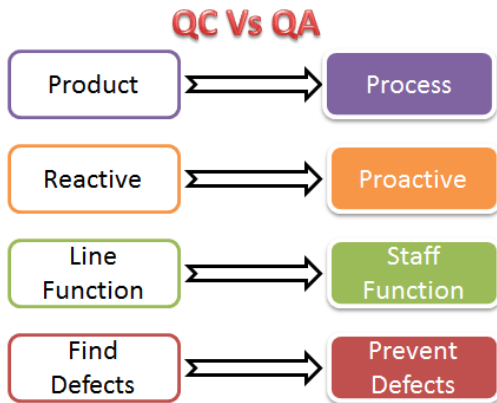 QC Vs QA
Product
Process
Reactive
Proactive
Line
Function
Staff
Function
Find
Defects
Prevent
Defects